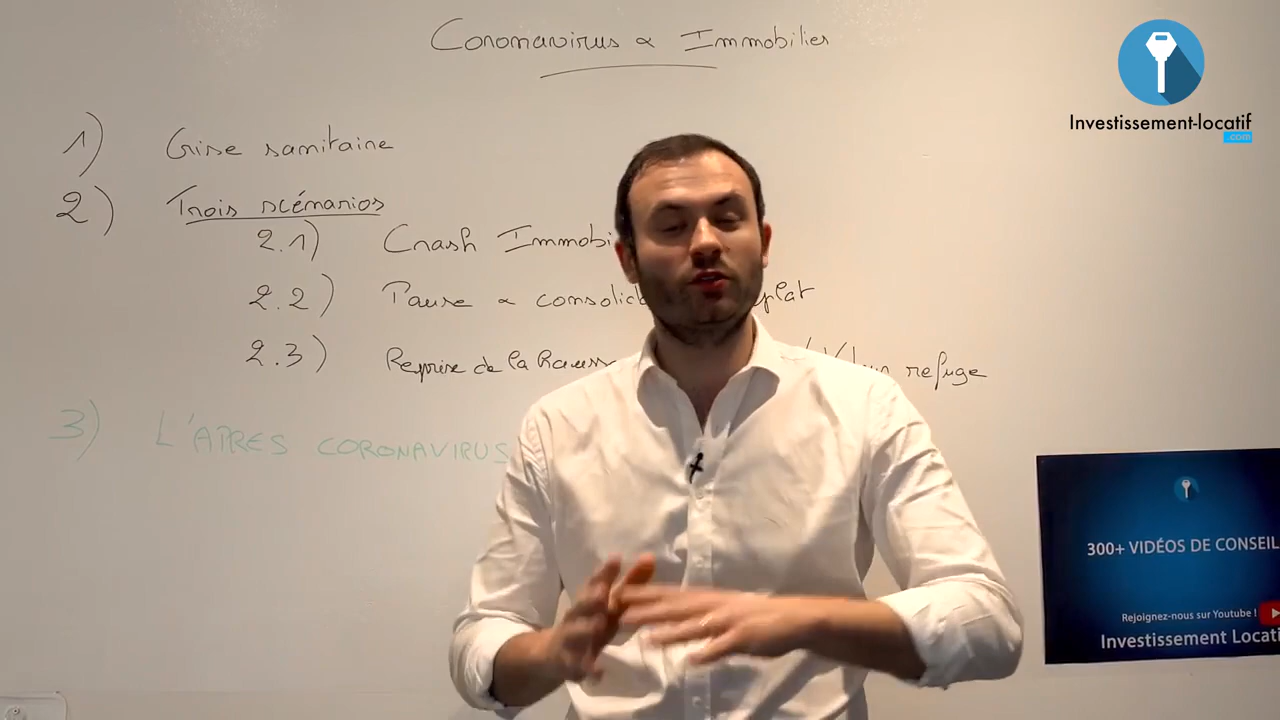 Coronavirus & Immobilier
Investissement-locatif
.com
1) Crise sanitaire
2) Trois scénarios
2.1) Crash Immobi
2.2) Pause & consolid plat
2.3) Reprise de la Hauss refuge
3) L'APRES CORONAVIRUS
300+ VIDÉOS DE CONSEIL
Rejoignez-nous sur Youtube !
Investissement Locati